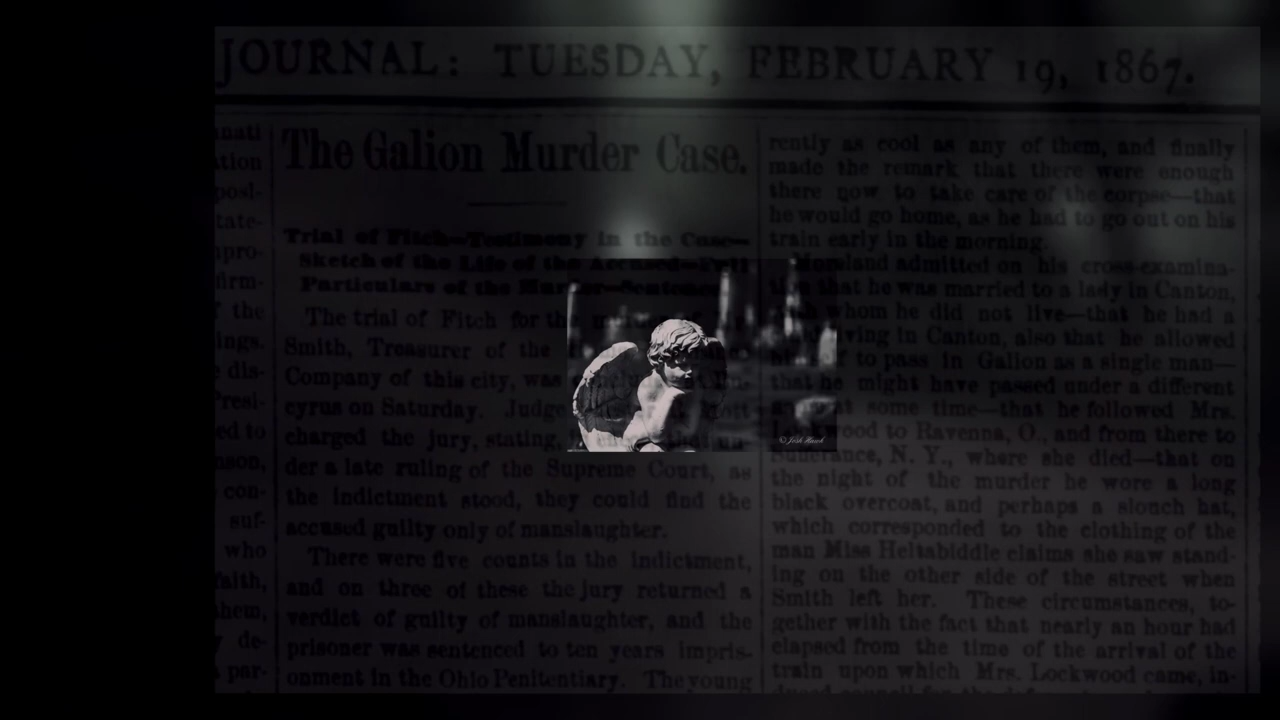 JOURNAL: TUESDAY, FEBRUARY 19, 1867.
The Galion Murder Case.
Trial of Fitch—Testimony in the Case—
Sketch of the Life of the Accused—Full
Particulars of the Murder—Sentence
The trial of Fitch for the
Smith, Treasurer of the
Company of this city, was
cyrus on Saturday. Judge
charged the jury, stating, that un-
der a late ruling of the Supreme Court, as
the indictment stood, they could find the
accused guilty only of manslaughter.
There were five counts in the indictment,
and on three of these the jury returned a
verdict of guilty of manslaughter, and the
prisoner was sentenced to ten years impris-
onment in the Ohio Penitentiary. The young
rently as cool as any of them, and finally
made the remark that there were enough
there now to take care of the corpse—that
he would go home, as he had to go out on his
train early in the morning.
Moreland admitted on his cross-examina-
tion that he was married to a lady in Canton,
whom he did not live—that he had a
living in Canton, also that he allowed
to pass in Galion as a single man—
that he might have passed under a different
at some time—that he followed Mrs.
Lockwood to Ravenna, O., and from there to
Sufferance, N. Y., where she died—that on
the night of the murder he wore a long
black overcoat, and perhaps a slouch hat,
which corresponded to the clothing of the
man Miss Heltabiddle claims she saw stand-
ing on the other side of the street when
Smith left her. These circumstances, to-
gether with the fact that nearly an hour had
elapsed from the time of the arrival of the
train upon which Mrs. Lockwood came, in-
© Josh Hauck